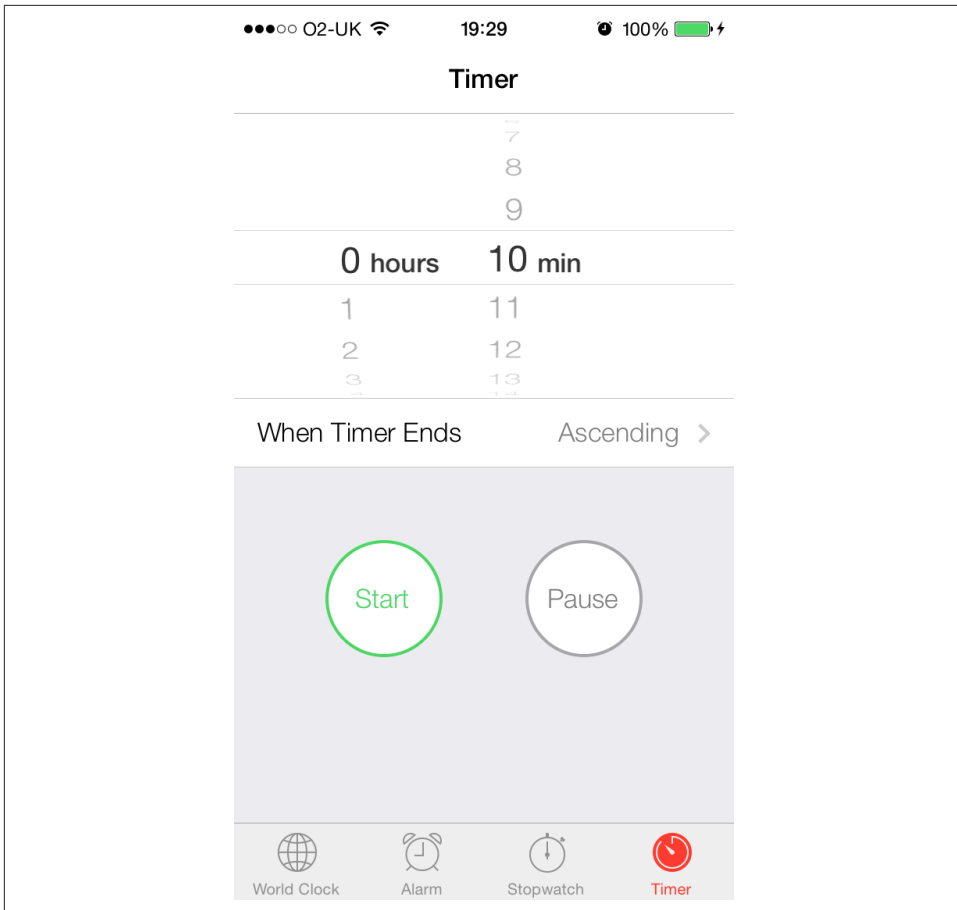 O2-UK 19:29 100%
Timer
7
8
9
0 hours 10 min
1 11
2 12
3 13
14
When Timer Ends Ascending
Start Pause
World Clock Alarm Stopwatch Timer